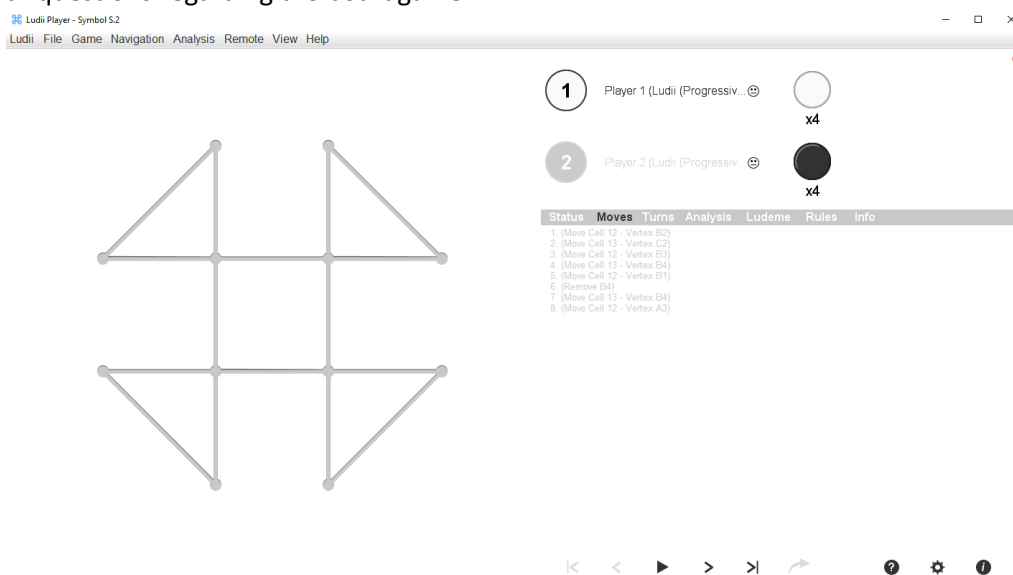 Ludii Player - Symbol S.2
Ludii File Game Navigation Analysis Remote View Help
1 Player 1 (Ludii (Progressiv...
x4
2 Player 2 (Ludii (Progressiv...
x4
Status Moves Turns Analysis Ludeme Rules Info
1. (Move Cell 12 - Vertex B2)
2. (Move Cell 13 - Vertex C2)
3. (Move Cell 12 - Vertex B3)
4. (Move Cell 13 - Vertex B4)
5. (Move Cell 12 - Vertex B1)
6. (Remove B4)
7. (Move Cell 13 - Vertex B4)
8. (Move Cell 12 - Vertex A3)